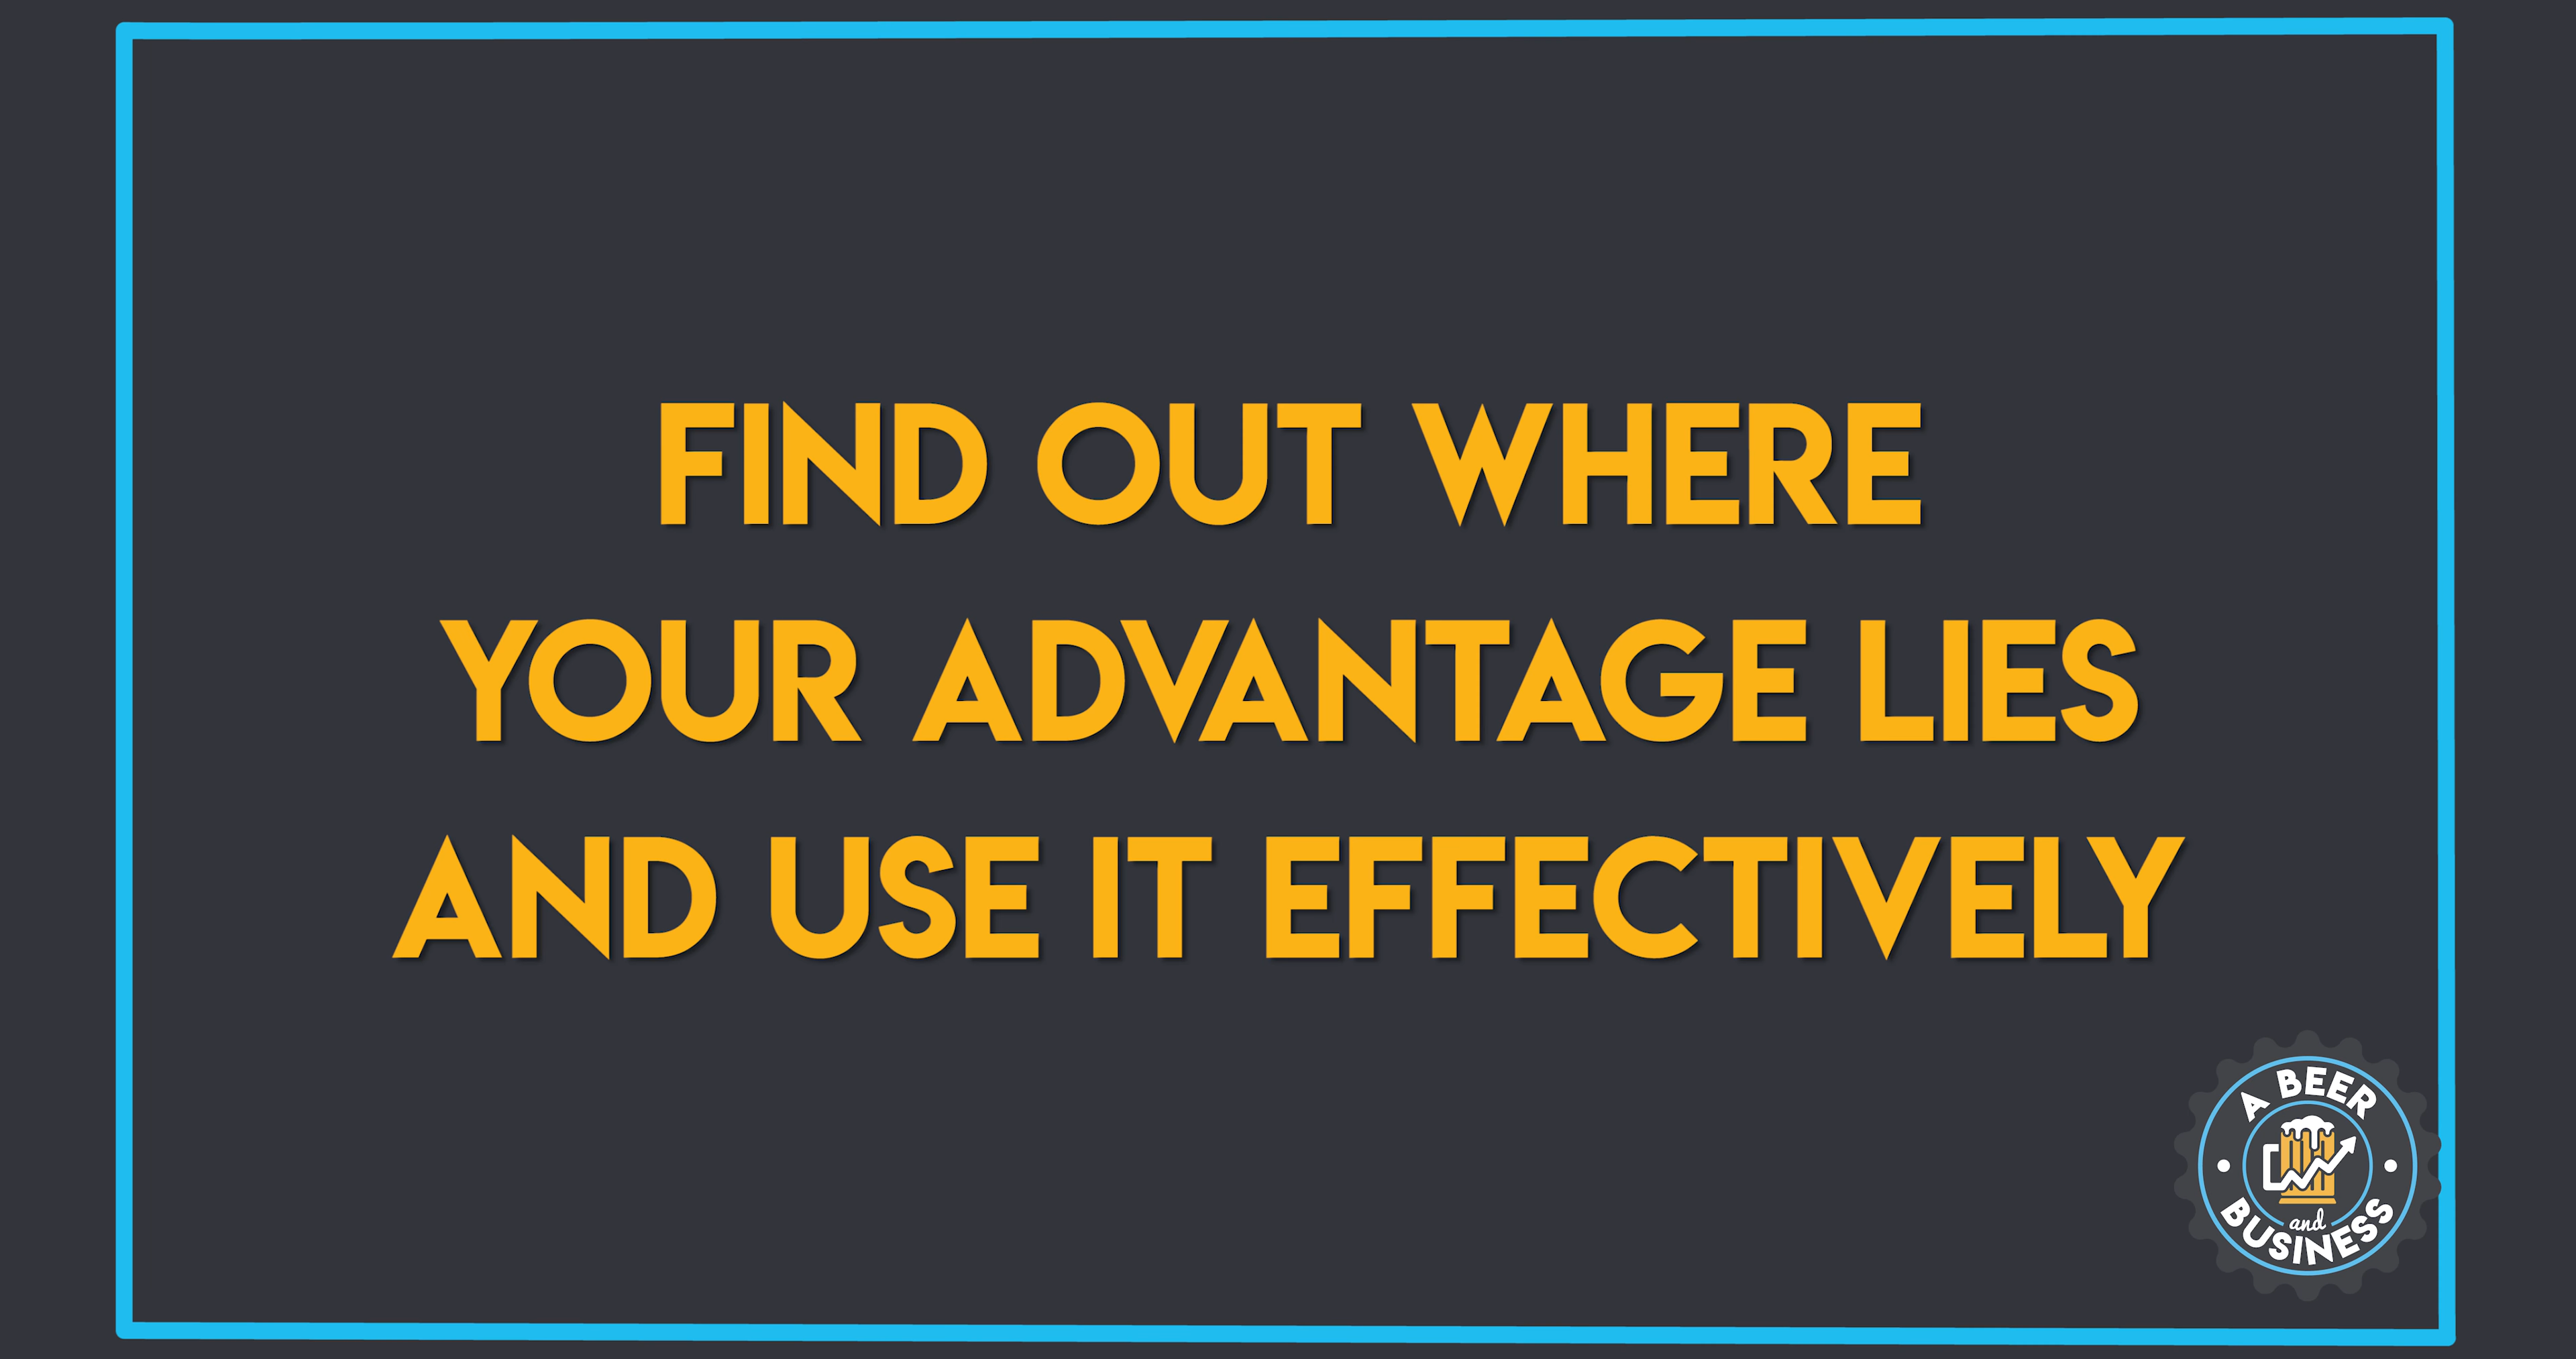 FIND OUT WHERE
YOUR ADVANTAGE LIES
AND USE IT EFFECTIVELY
A BEER
and
BUSINESS